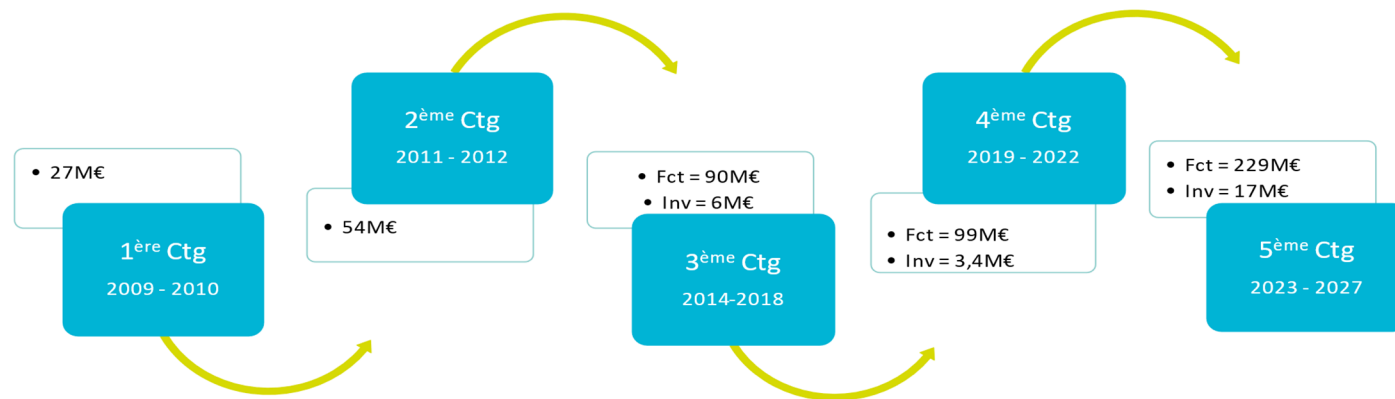 • 27M€
1ère Ctg
2009 - 2010
2ème Ctg
2011 - 2012
• 54M€
• Fct = 90M€
• Inv = 6M€
3ème Ctg
2014-2018
4ème Ctg
2019 - 2022
• Fct = 99M€
• Inv = 3,4M€
• Fct = 229M€
• Inv = 17M€
5ème Ctg
2023 - 2027